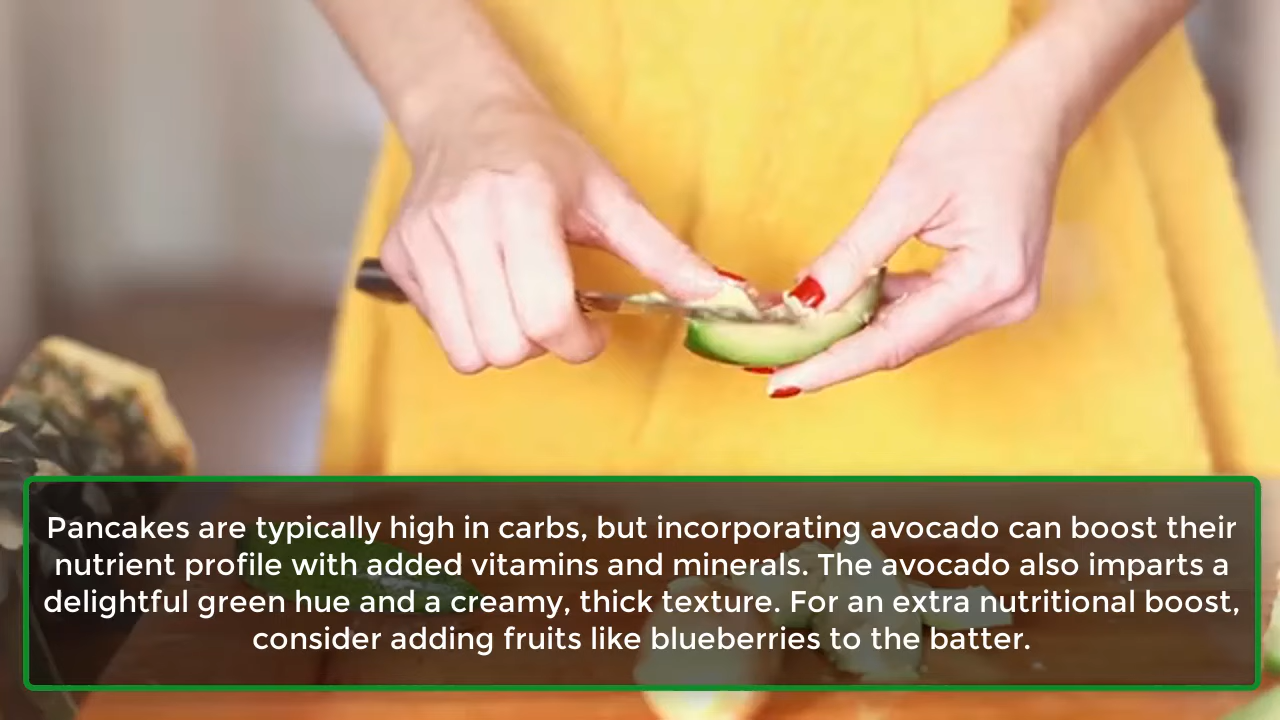 Pancakes are typically high in carbs, but incorporating avocado can boost their
nutrient profile with added vitamins and minerals. The avocado also imparts a
delightful green hue and a creamy, thick texture. For an extra nutritional boost,
consider adding fruits like blueberries to the batter.